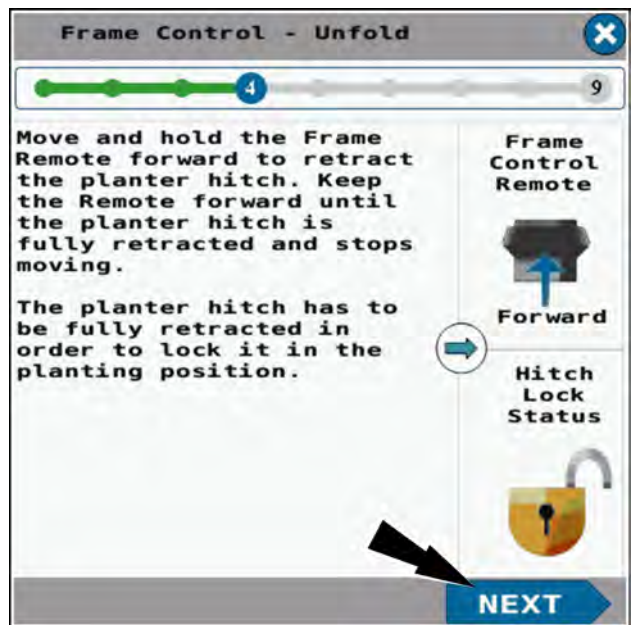 Frame Control - Unfold
4
9
Move and hold the Frame
Remote forward to retract
the planter hitch. Keep
the Remote forward until
the planter hitch is
fully retracted and stops
moving.
The planter hitch has to
be fully retracted in
order to lock it in the
planting position.
Frame
Control
Remote
Forward
Hitch
Lock
Status
NEXT